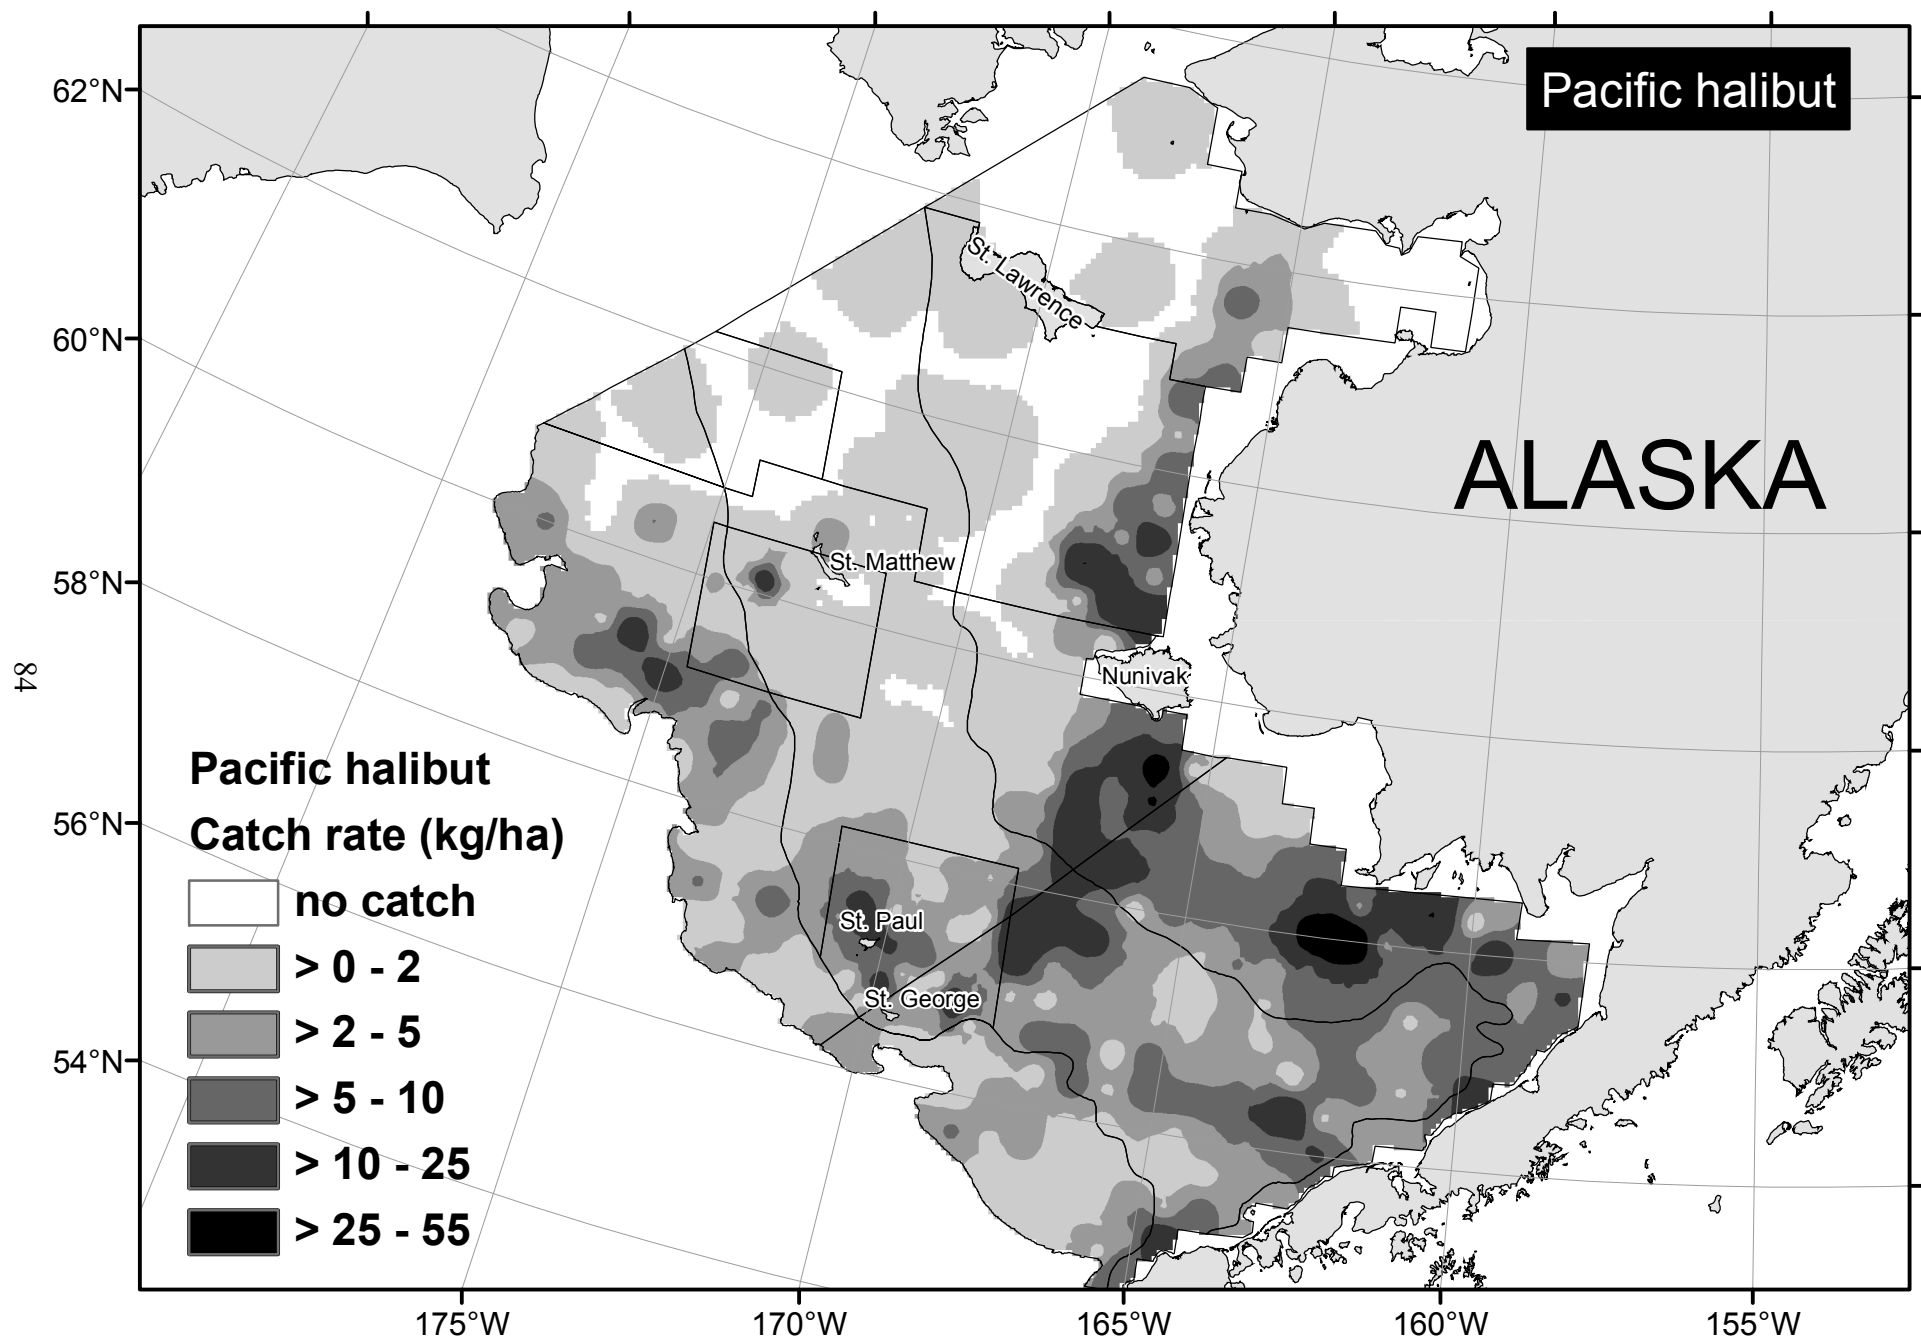 Pacific halibut
62°N
60°N
58°N
56°N
54°N
St. Lawrence
ALASKA
St. Matthew
Nunivak
St. Paul
St. George
84
Pacific halibut
Catch rate (kg/ha)
no catch
> 0 - 2
> 2 - 5
> 5 - 10
> 10 - 25
> 25 - 55
175°W
170°W
165°W
160°W
155°W